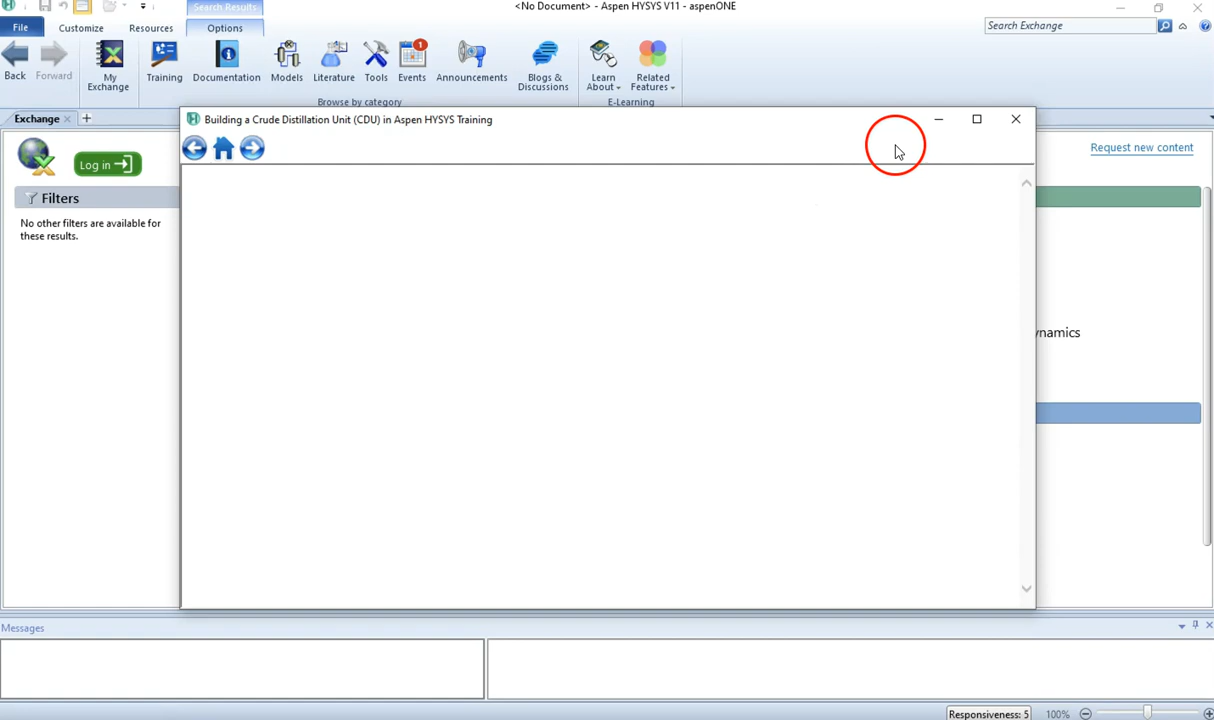 Search Results
<No Document> - Aspen HYSYS V11 - aspenONE
File
Customize
Resources
Options
Search Exchange
Back
Forward
My
Exchange
Training
Documentation
Models
Literature
Tools
1
Events
Announcements
Blogs &
Discussions
Learn
About
Related
Features
Browse by category
E-Learning
Exchange
Building a Crude Distillation Unit (CDU) in Aspen HYSYS Training
Log in
Request new content
Filters
No other filters are available for
these results.
ynamics
Messages
Responsiveness: 5
100%